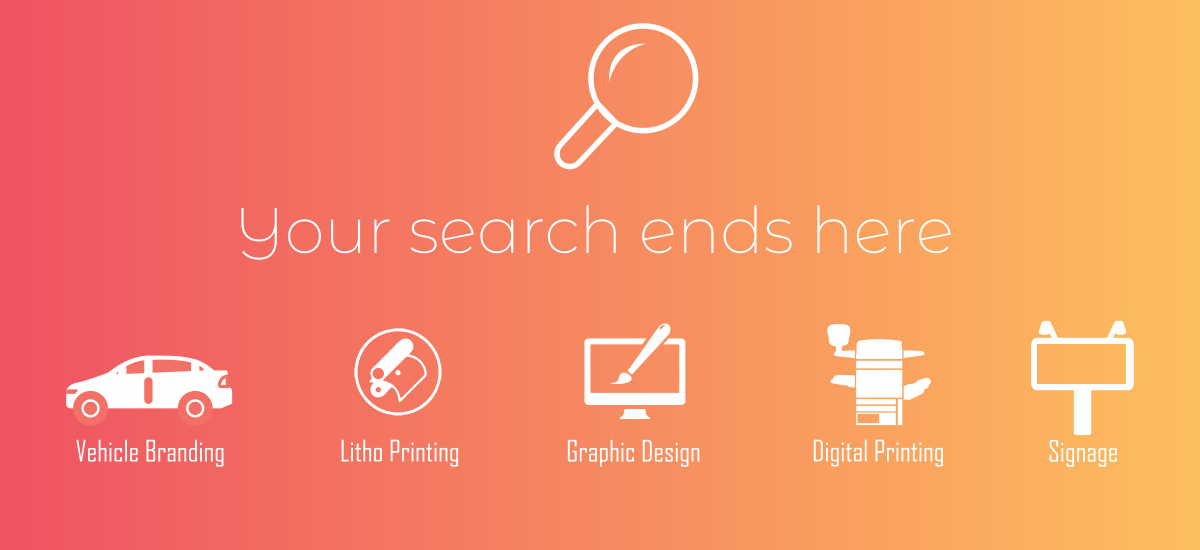 Your search ends here
Vehicle Branding
Litho Printing
Graphic Design
Digital Printing
Signage